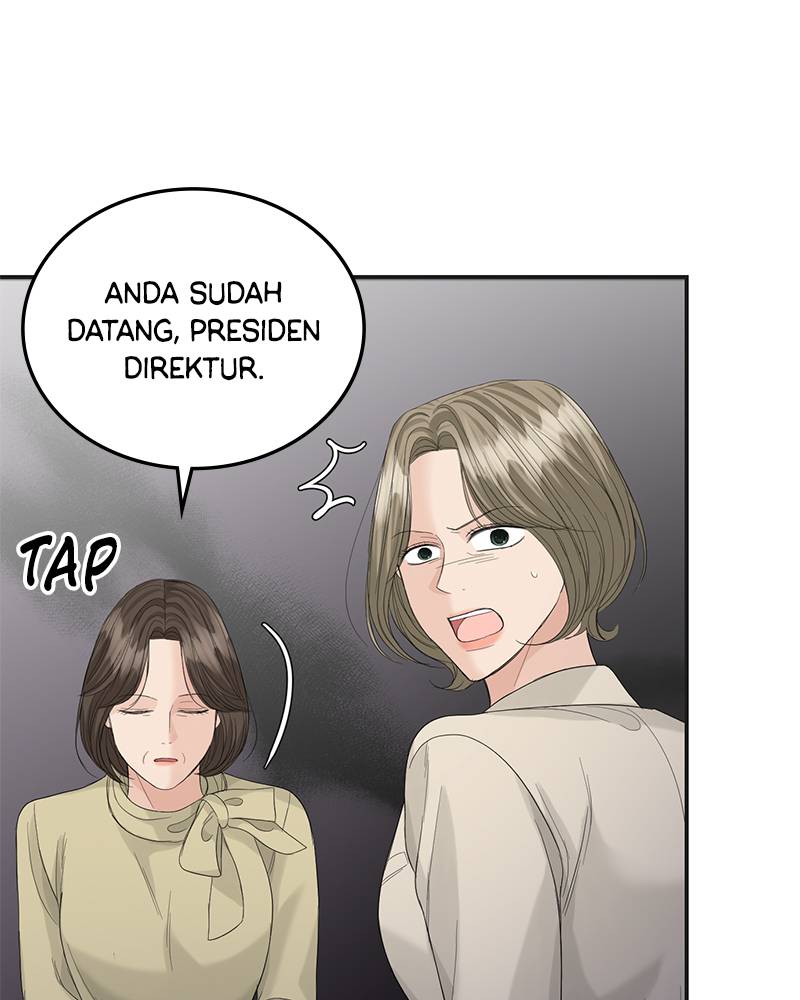 ANDA SUDAH
DATANG, PRESIDEN
DIREKTUR.
TAP